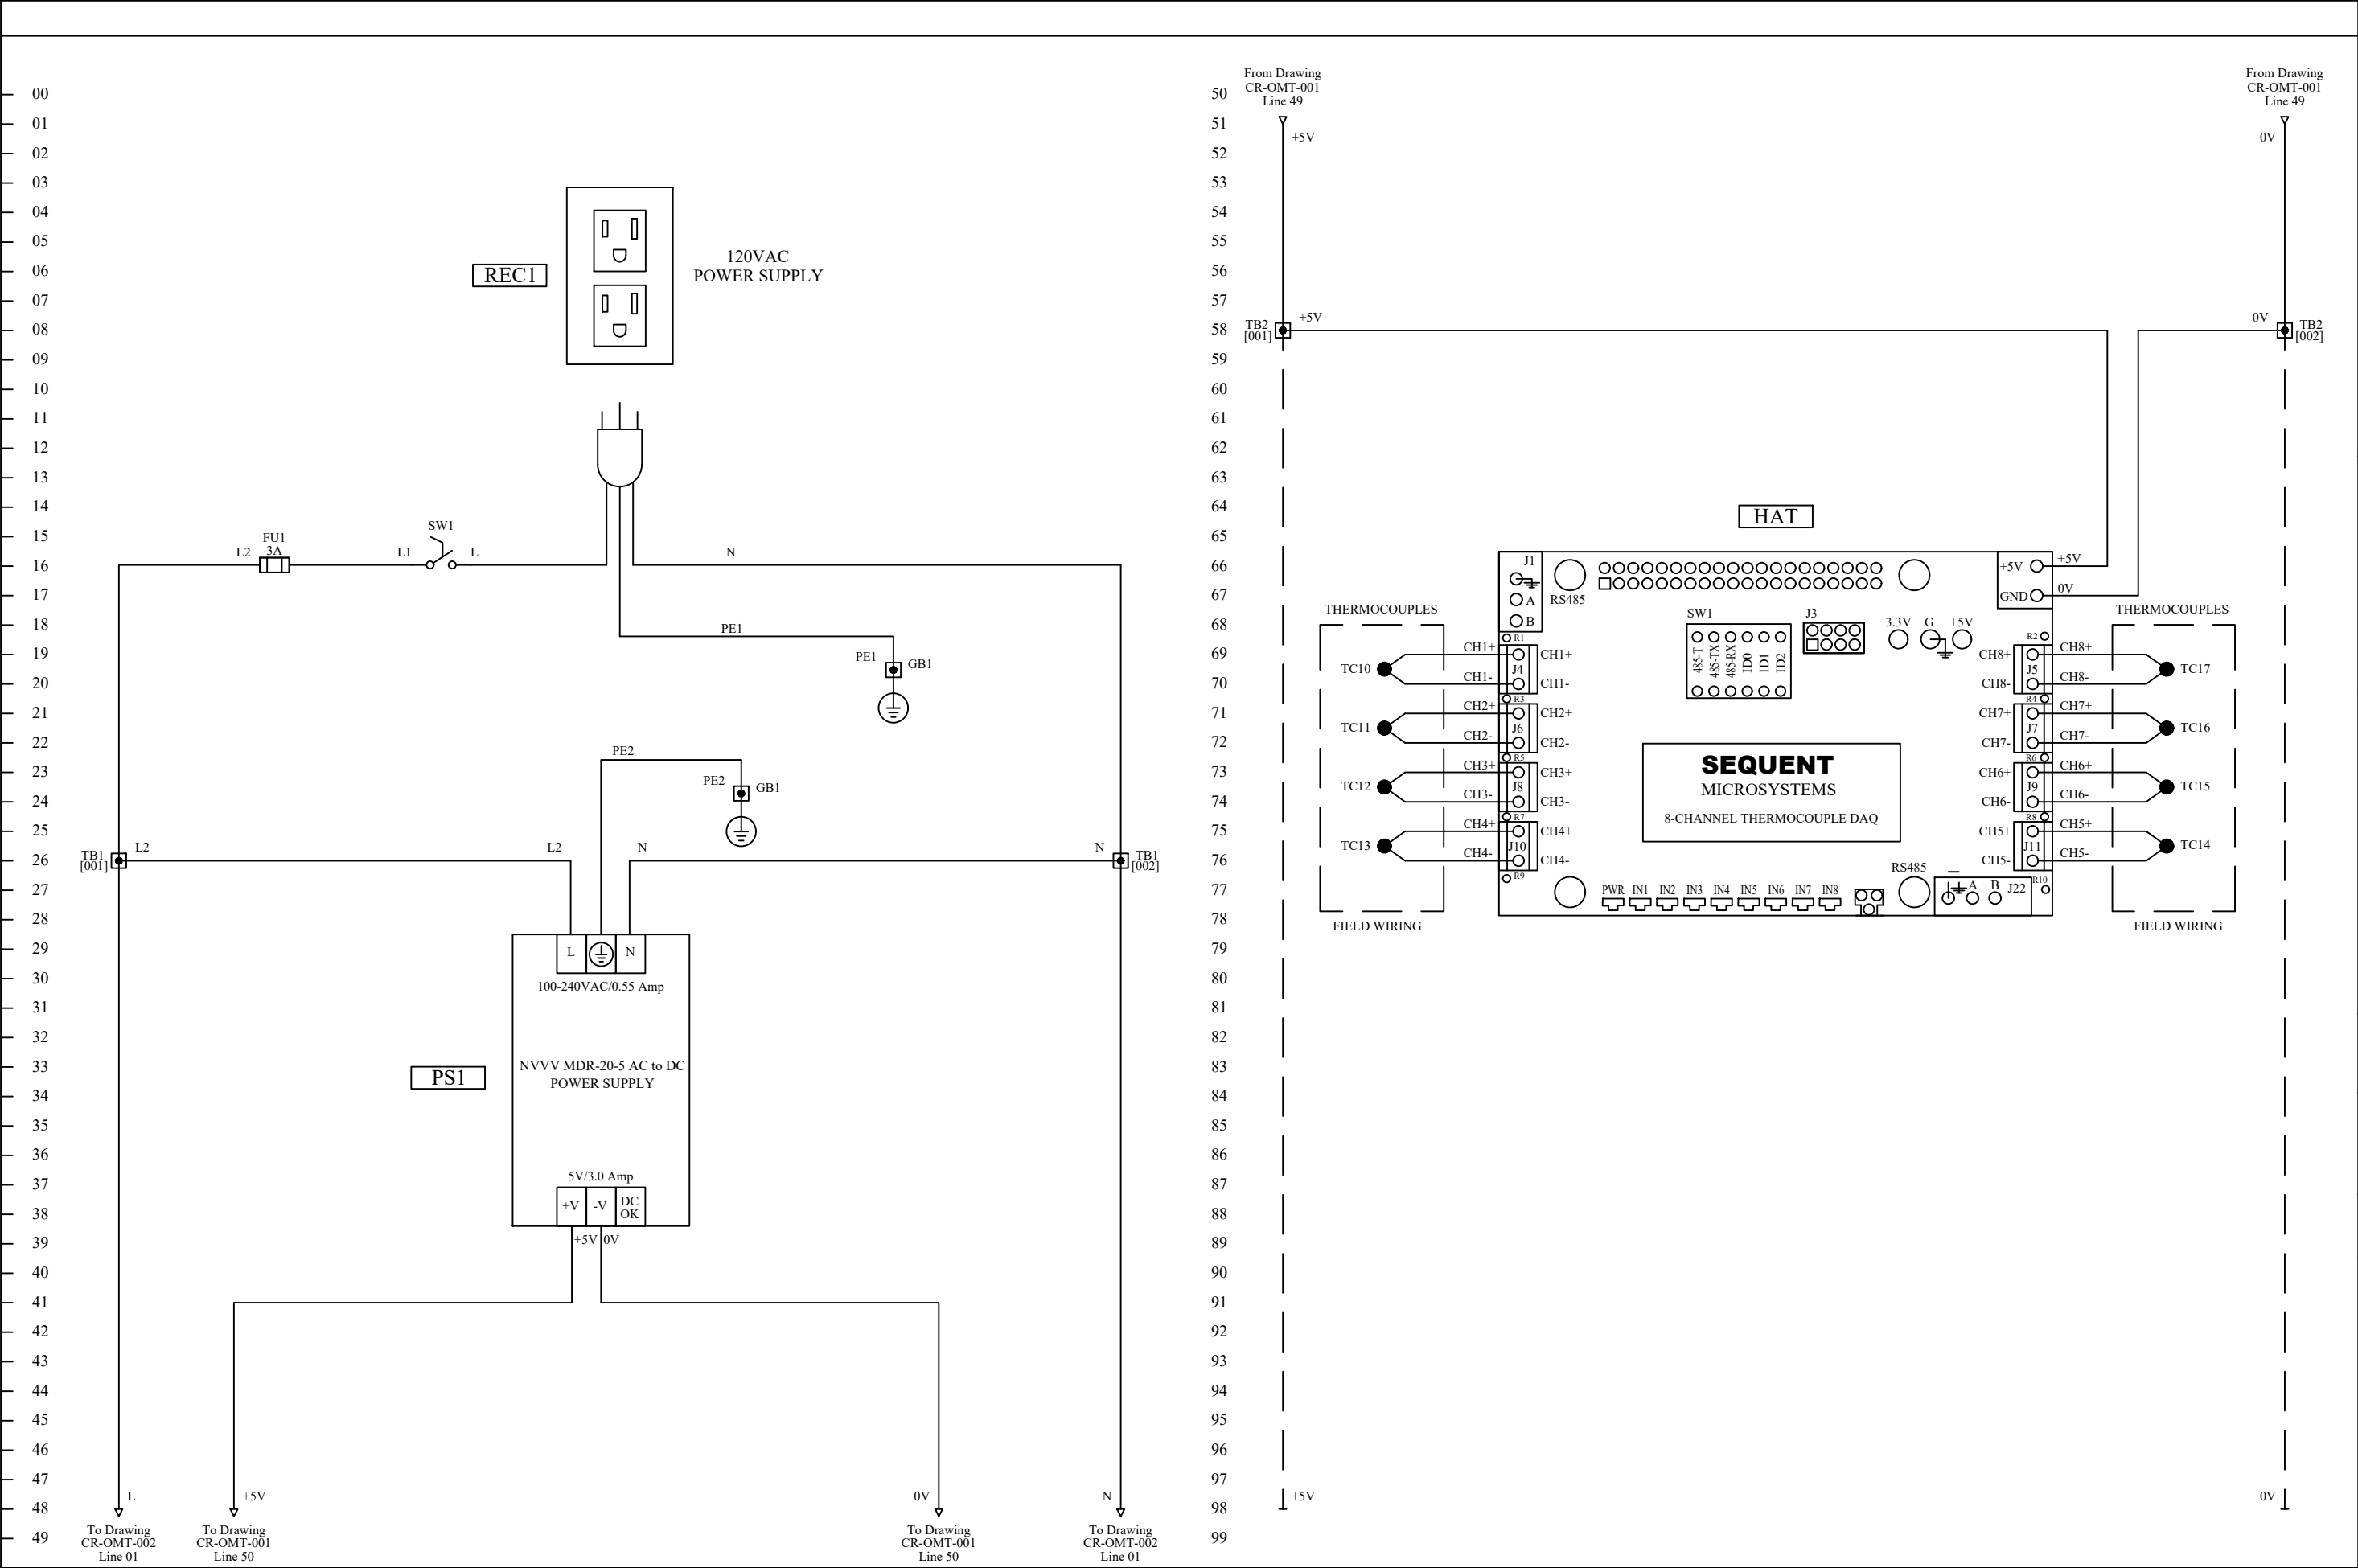 00
01
02
03
04
05
06
07
08
09
10
11
12
13
14
15
16
17
18
19
20
21
22
23
24
25
26
27
28
29
30
31
32
33
34
35
36
37
38
39
40
41
42
43
44
45
46
47
48
49
REC1
120VAC
POWER SUPPLY
SW1
FU1
3A
L2
L1
L
N
PE1
PE1
GB1
PE2
PE2
GB1
TB1
[001]
L2
L2
N
N
TB1
[002]
L
N
100-240VAC/0.55 Amp
PS1
NVVV MDR-20-5 AC to DC
POWER SUPPLY
5V/3.0 Amp
+V
-V
DC
OK
+5V
0V
L
+5V
0V
N
To Drawing
CR-OMT-002
Line 01
To Drawing
CR-OMT-001
Line 50
To Drawing
CR-OMT-001
Line 50
To Drawing
CR-OMT-002
Line 01
50
51
52
53
54
55
56
57
58
59
60
61
62
63
64
65
66
67
68
69
70
71
72
73
74
75
76
77
78
79
80
81
82
83
84
85
86
87
88
89
90
91
92
93
94
95
96
97
98
99
From Drawing
CR-OMT-001
Line 49
+5V
From Drawing
CR-OMT-001
Line 49
0V
TB2
[001]
+5V
0V
TB2
[002]
HAT
J1
A
B
RS485
+5V
GND
+5V
0V
SW1
485-T
485-TX
485-RX
ID0
ID1
ID2
J3
3.3V
G
+5V
THERMOCOUPLES
TC10
TC11
TC12
TC13
FIELD WIRING
CH1+
CH1-
CH2+
CH2-
CH3+
CH3-
CH4+
CH4-
R1
J4
R3
J6
R5
J8
R7
J10
R9
CH1+
CH1-
CH2+
CH2-
CH3+
CH3-
CH4+
CH4-
SEQUENT
MICROSYSTEMS
8-CHANNEL THERMOCOUPLE DAQ
CH8+
CH8-
CH7+
CH7-
CH6+
CH6-
CH5+
CH5-
R2
J5
R4
J7
R6
J9
R8
J11
R10
CH8+
CH8-
CH7+
CH7-
CH6+
CH6-
CH5+
CH5-
THERMOCOUPLES
TC17
TC16
TC15
TC14
FIELD WIRING
PWR
IN1
IN2
IN3
IN4
IN5
IN6
IN7
IN8
RS485
A
B
J22
+5V
0V